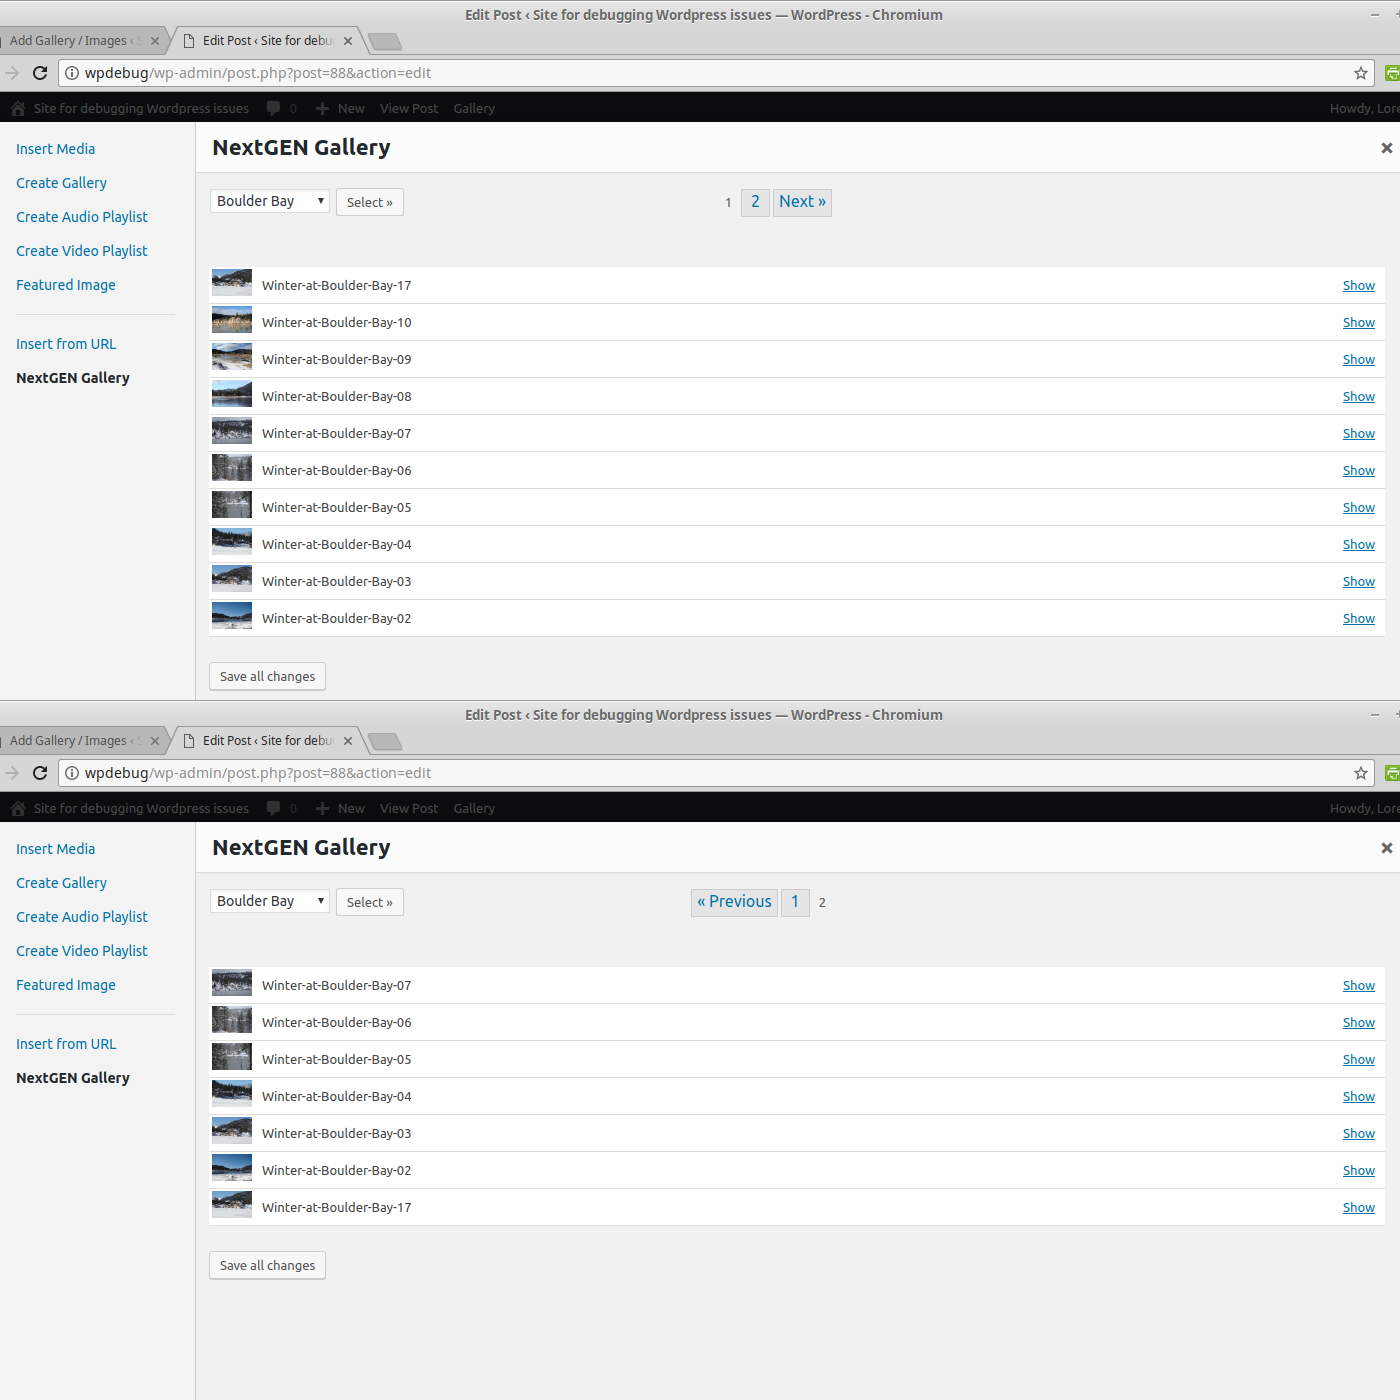 Edit Post ‹ Site for debugging Wordpress issues — WordPress - Chromium
Add Gallery / Images ‹
Edit Post ‹ Site for debu
wpdebug/wp-admin/post.php?post=88&action=edit
Site for debugging Wordpress issues 0 New View Post Gallery Howdy, Lore
Insert Media
Create Gallery
Create Audio Playlist
Create Video Playlist
Featured Image
Insert from URL
NextGEN Gallery
NextGEN Gallery
Boulder Bay Select » 1 2 Next »
Winter-at-Boulder-Bay-17 Show
Winter-at-Boulder-Bay-10 Show
Winter-at-Boulder-Bay-09 Show
Winter-at-Boulder-Bay-08 Show
Winter-at-Boulder-Bay-07 Show
Winter-at-Boulder-Bay-06 Show
Winter-at-Boulder-Bay-05 Show
Winter-at-Boulder-Bay-04 Show
Winter-at-Boulder-Bay-03 Show
Winter-at-Boulder-Bay-02 Show
Save all changes
Edit Post ‹ Site for debugging Wordpress issues — WordPress - Chromium
Add Gallery / Images ‹
Edit Post ‹ Site for debu
wpdebug/wp-admin/post.php?post=88&action=edit
Site for debugging Wordpress issues 0 New View Post Gallery Howdy, Lore
Insert Media
Create Gallery
Create Audio Playlist
Create Video Playlist
Featured Image
Insert from URL
NextGEN Gallery
NextGEN Gallery
Boulder Bay Select » « Previous 1 2
Winter-at-Boulder-Bay-07 Show
Winter-at-Boulder-Bay-06 Show
Winter-at-Boulder-Bay-05 Show
Winter-at-Boulder-Bay-04 Show
Winter-at-Boulder-Bay-03 Show
Winter-at-Boulder-Bay-02 Show
Winter-at-Boulder-Bay-17 Show
Save all changes